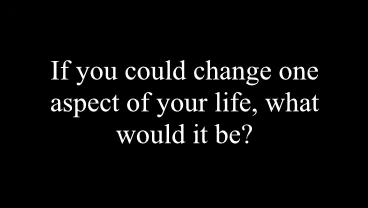 If you could change one
aspect of your life, what
would it be?